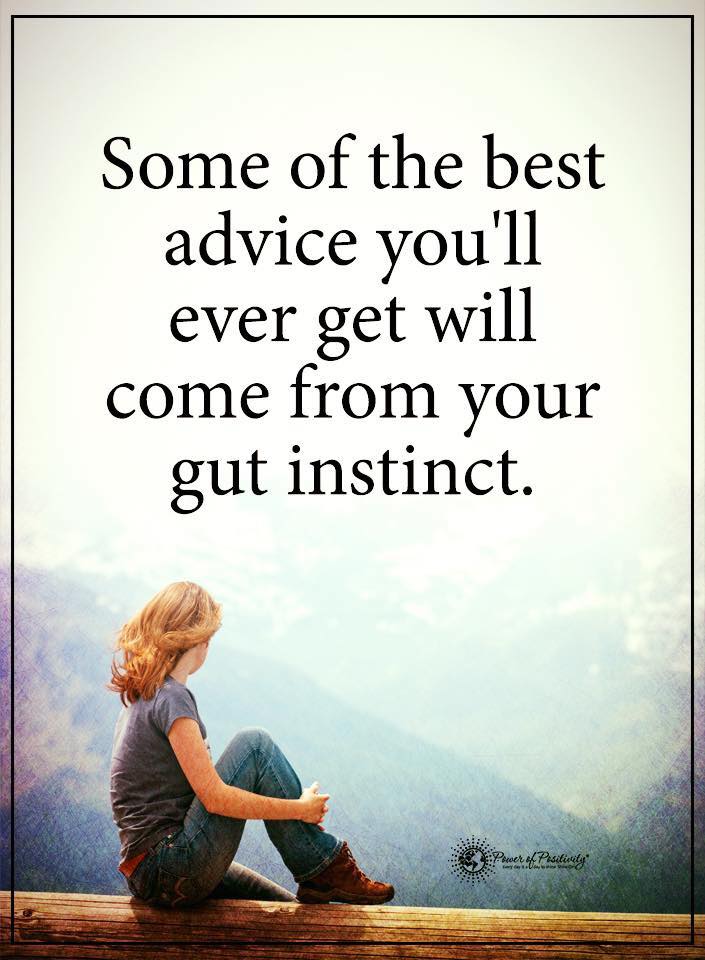 Some of the best
advice you'll
ever get will
come from your
gut instinct.
Power of Positivity